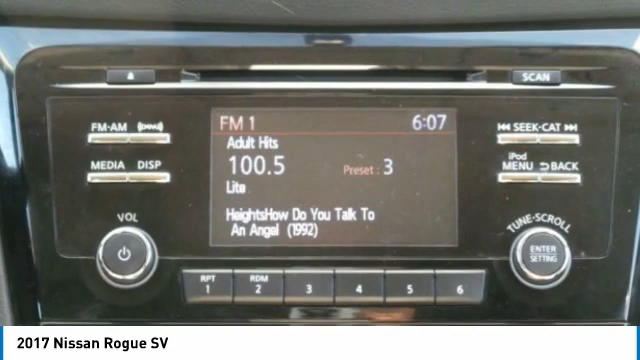 SCAN
FM 1 6:07
Adult Hits
100.5 Preset : 3
Lite
HeightsHow Do You Talk To
An Angel (1992)
FM·AM
MEDIA DISP
VOL
SEEK·CAT
iPod
MENU BACK
TUNE·SCROLL
ENTER
SETTING
RPT RDM
1 2 3 4 5 6
2017 Nissan Rogue SV